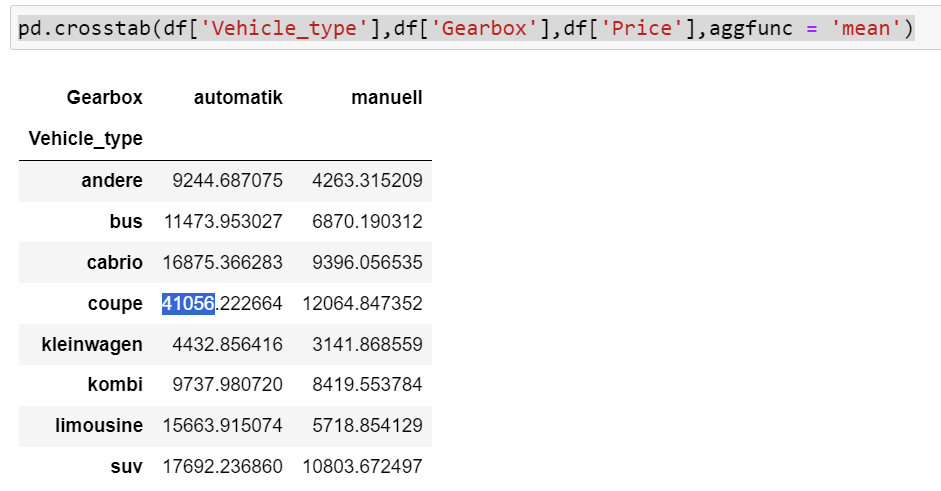 pd.crosstab(df['Vehicle_type'],df['Gearbox'],df['Price'],aggfunc = 'mean')
Gearbox automatik manuell
Vehicle_type
andere 9244.687075 4263.315209
bus 11473.953027 6870.190312
cabrio 16875.366283 9396.056535
coupe 41056.222664 12064.847352
kleinwagen 4432.856416 3141.868559
kombi 9737.980720 8419.553784
limousine 15663.915074 5718.854129
suv 17692.236860 10803.672497